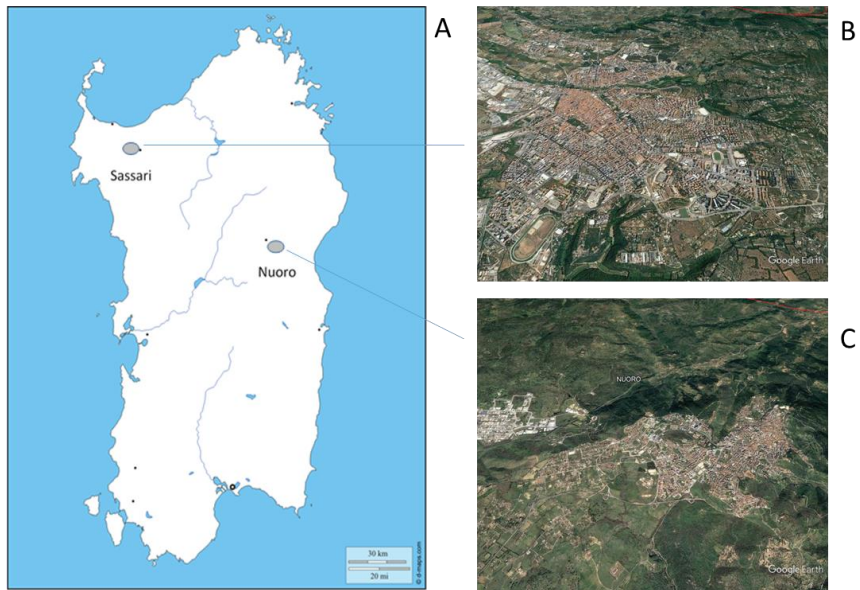 A
Sassari
Nuoro
30 km
20 mi
© d-maps.com
B
Google Earth
NUORO
C
Google Earth